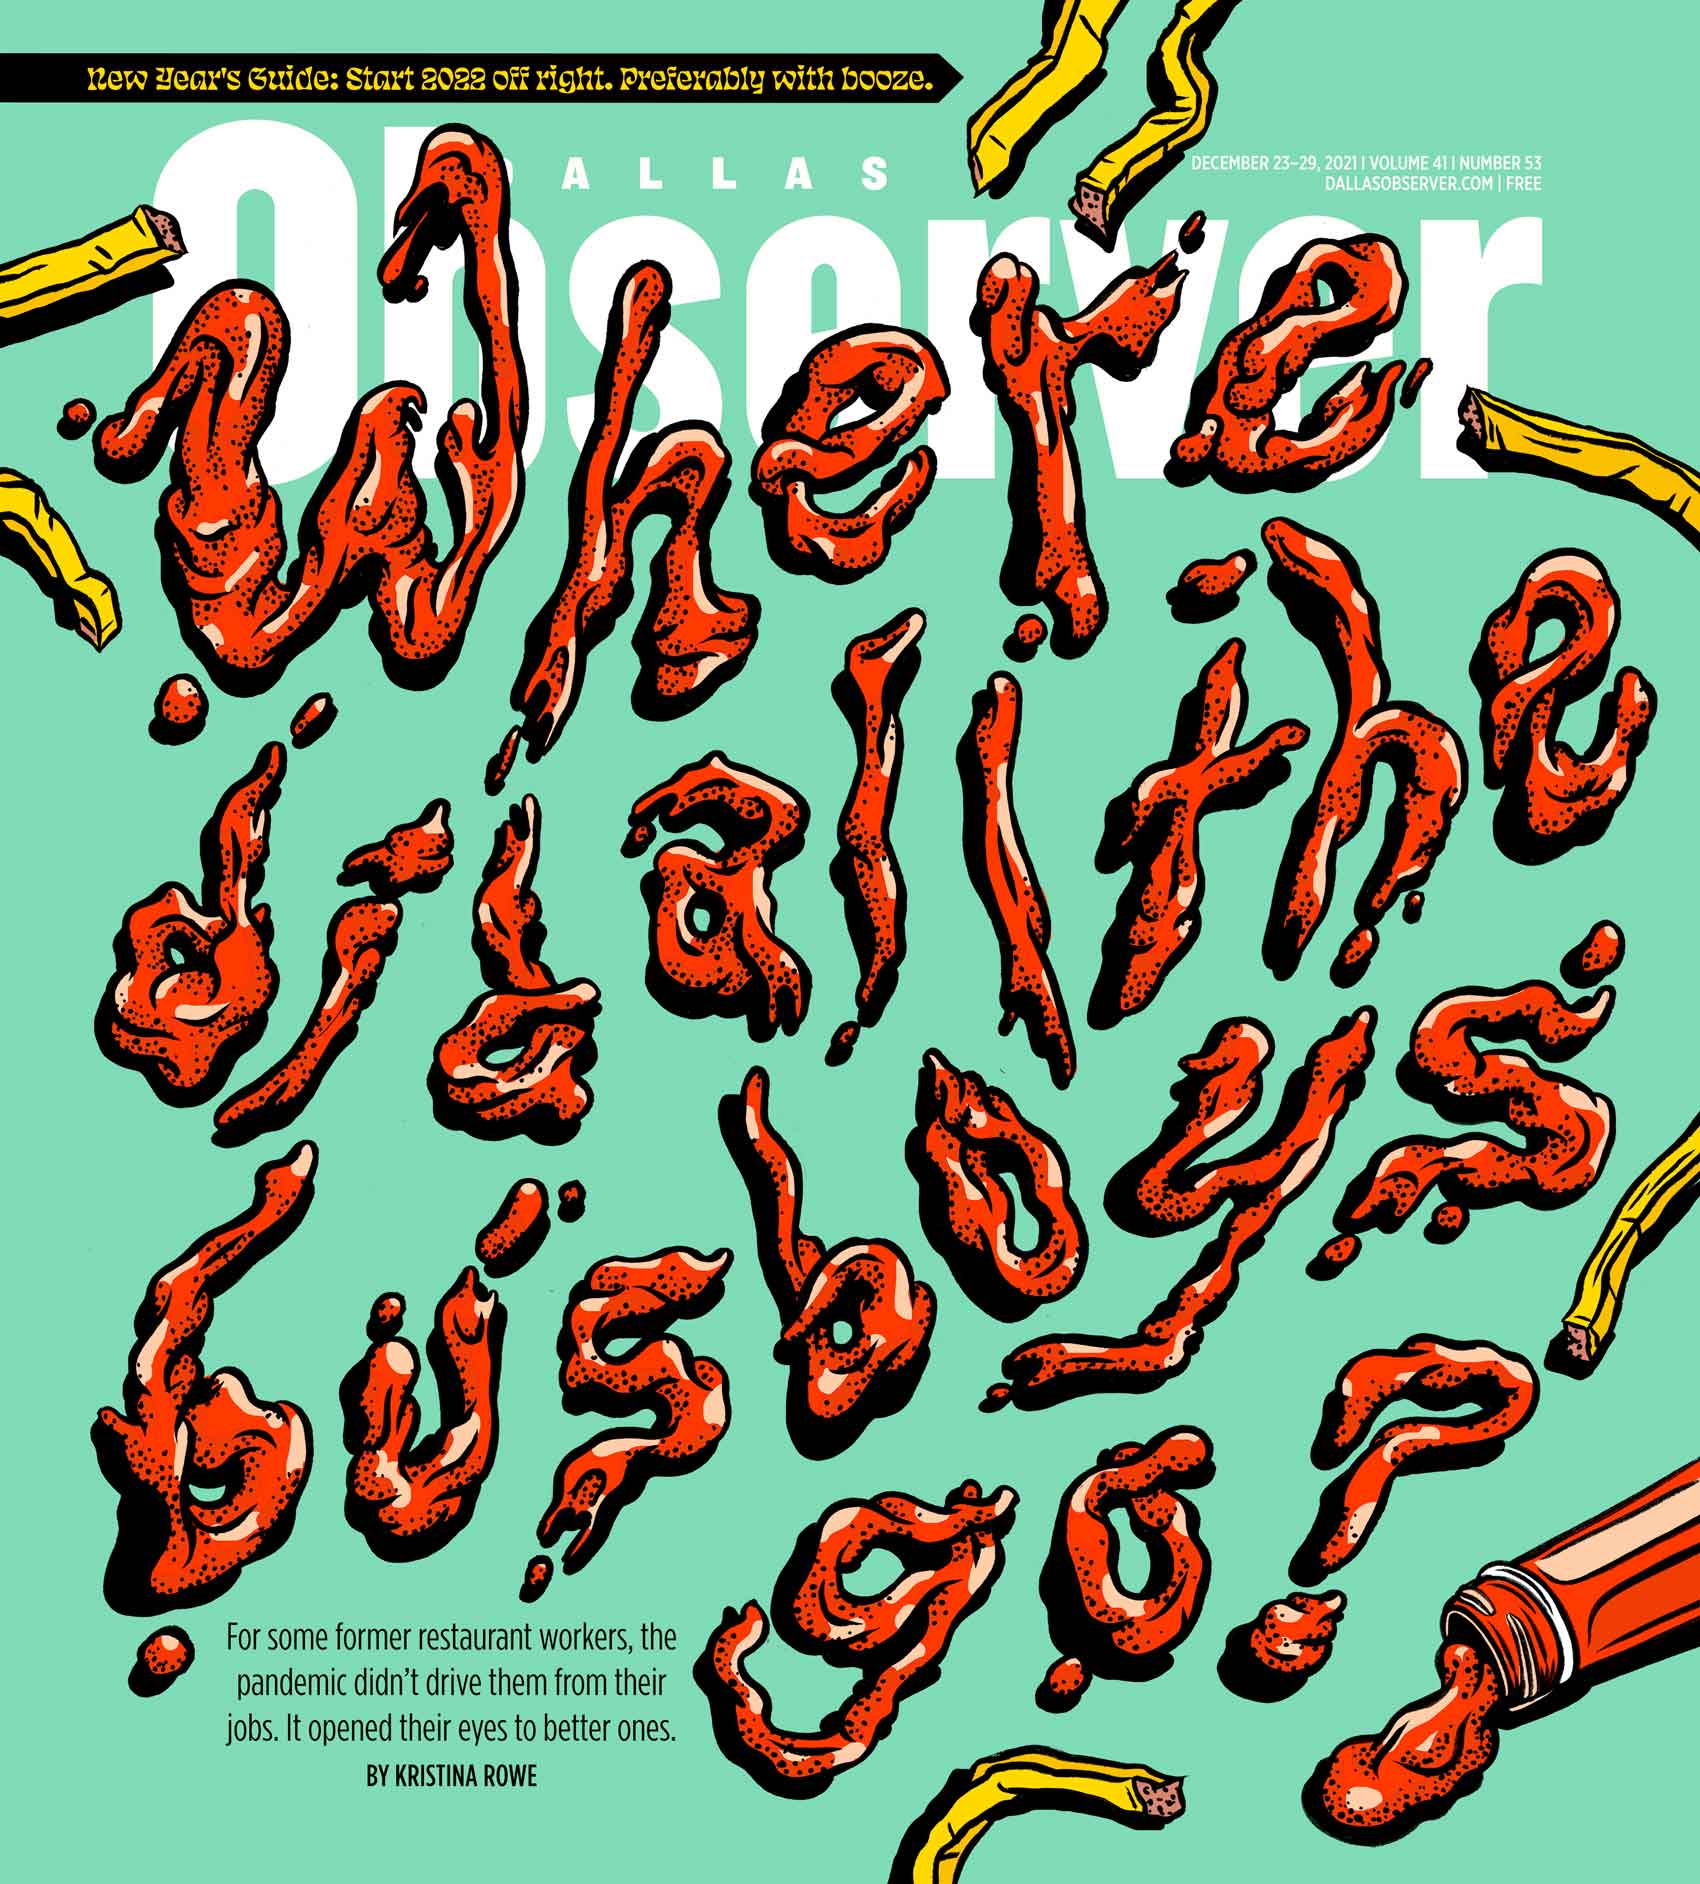 New Year's Guide: Start 2022 off right. Preferably with booze.
DALLAS
Observer
DECEMBER 23–29, 2021 | VOLUME 41 | NUMBER 53
DALLASOBSERVER.COM | FREE
Where
did all the
bus boys
go?
For some former restaurant workers, the
pandemic didn’t drive them from their
jobs. It opened their eyes to better ones.
BY KRISTINA ROWE